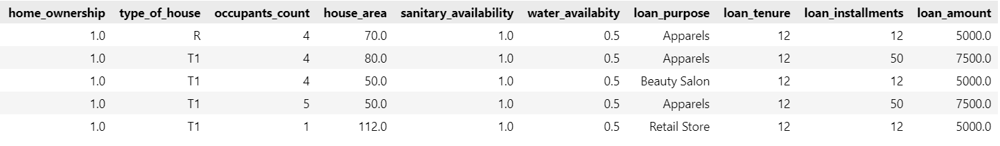 home_ownership type_of_house occupants_count house_area sanitary_availability water_availabity loan_purpose loan_tenure loan_installments loan_amount
1.0 R 4 70.0 1.0 0.5 Apparels 12 12 5000.0
1.0 T1 4 80.0 1.0 0.5 Apparels 12 50 7500.0
1.0 T1 4 50.0 1.0 0.5 Beauty Salon 12 12 5000.0
1.0 T1 5 50.0 1.0 0.5 Apparels 12 50 7500.0
1.0 T1 1 112.0 1.0 0.5 Retail Store 12 12 5000.0